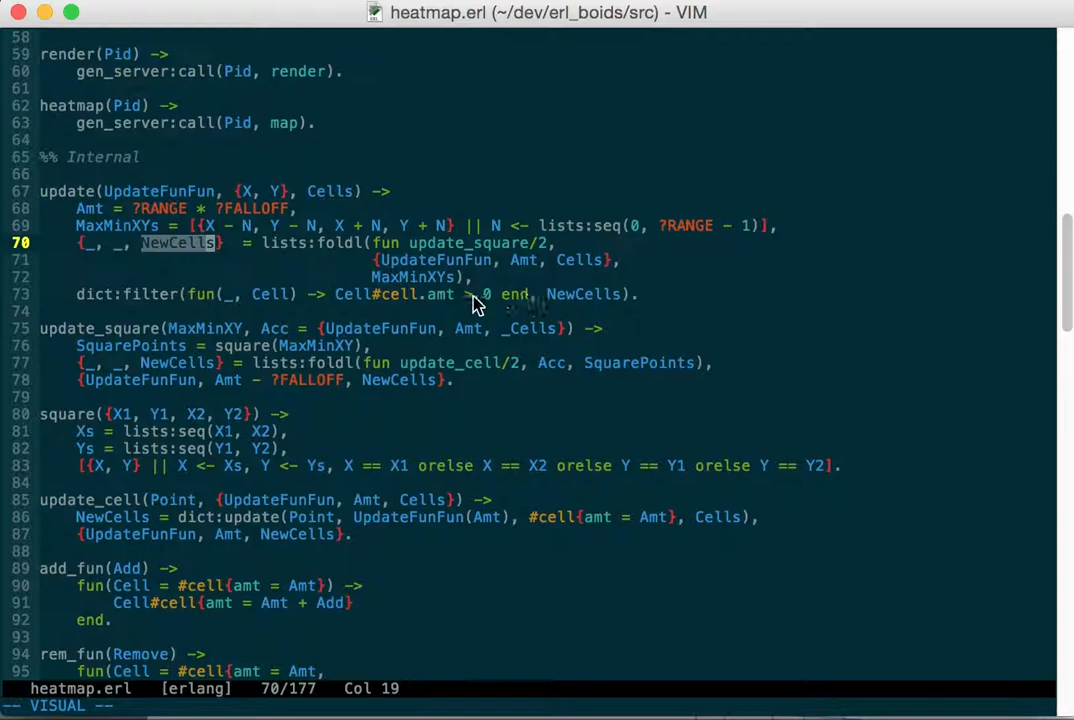 heatmap.erl (~/dev/erl_boids/src) - VIM
58
59 render(Pid) ->
60     gen_server:call(Pid, render).
61
62 heatmap(Pid) ->
63     gen_server:call(Pid, map).
64
65 %% Internal
66
67 update(UpdateFunFun, {X, Y}, Cells) ->
68     Amt = ?RANGE * ?FALLOFF,
69     MaxMinXYs = [{X - N, Y - N, X + N, Y + N} || N <- lists:seq(0, ?RANGE - 1)],
70     {_, _, NewCells}  = lists:foldl(fun update_square/2,
71                                     {UpdateFunFun, Amt, Cells},
72                                     MaxMinXYs),
73     dict:filter(fun(_, Cell) -> Cell#cell.amt > 0 end, NewCells).
74
75 update_square(MaxMinXY, Acc = {UpdateFunFun, Amt, _Cells}) ->
76     SquarePoints = square(MaxMinXY),
77     {_, _, NewCells} = lists:foldl(fun update_cell/2, Acc, SquarePoints),
78     {UpdateFunFun, Amt - ?FALLOFF, NewCells}.
79
80 square({X1, Y1, X2, Y2}) ->
81     Xs = lists:seq(X1, X2),
82     Ys = lists:seq(Y1, Y2),
83     [{X, Y} || X <- Xs, Y <- Ys, X == X1 orelse X == X2 orelse Y == Y1 orelse Y == Y2].
84
85 update_cell(Point, {UpdateFunFun, Amt, Cells}) ->
86     NewCells = dict:update(Point, UpdateFunFun(Amt), #cell{amt = Amt}, Cells),
87     {UpdateFunFun, Amt, NewCells}.
88
89 add_fun(Add) ->
90     fun(Cell = #cell{amt = Amt}) ->
91         Cell#cell{amt = Amt + Add}
92     end.
93
94 rem_fun(Remove) ->
95     fun(Cell = #cell{amt = Amt,
heatmap.erl   [erlang]   70/177   Col 19
-- VISUAL --